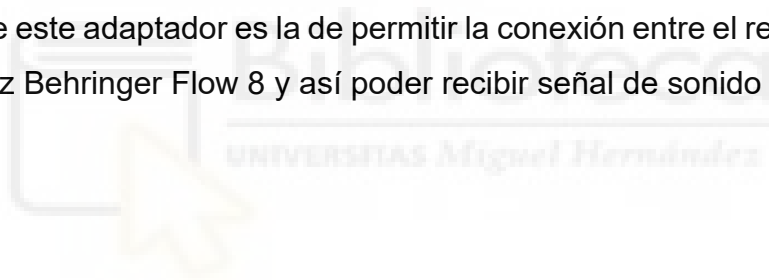 e este adaptador es la de permitir la conexión entre el re
z Behringer Flow 8 y así poder recibir señal de sonido
Biblioteca
UNIVERSITAS Miguel Hernández